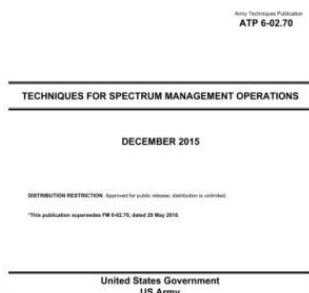 Army Techniques Publication
ATP 6-02.70
TECHNIQUES FOR SPECTRUM MANAGEMENT OPERATIONS
DECEMBER 2015
DISTRIBUTION RESTRICTION: Approved for public release; distribution is unlimited.
*This publication supersedes FM 6-02.70, dated 20 May 2010.
United States Government
US Army